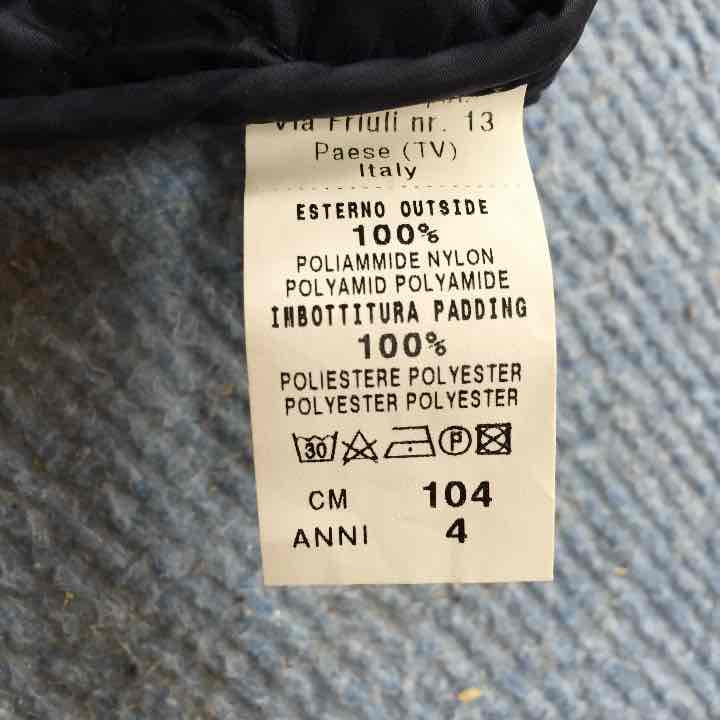 Via Friuli nr. 13
Paese (TV)
Italy
ESTERNO OUTSIDE
100%
POLIAMMIDE NYLON
POLYAMID POLYAMIDE
IMBOTTITURA PADDING
100%
POLIESTERE POLYESTER
POLYESTER POLYESTER
30 P
CM 104
ANNI 4